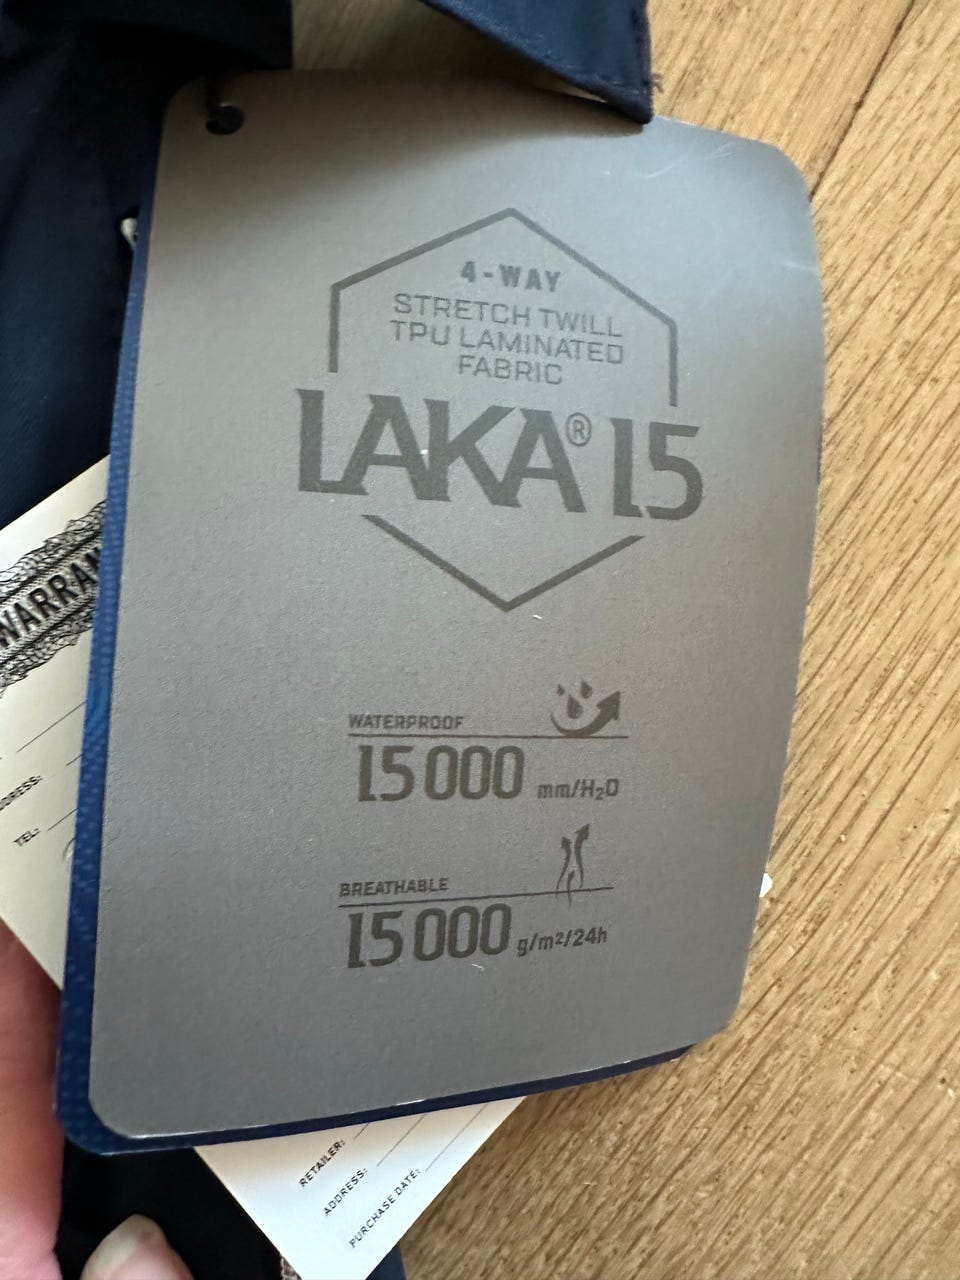 4-WAY
STRETCH TWILL
TPU LAMINATED
FABRIC
LAKA® 15
WATERPROOF
15 000 mm/H₂O
BREATHABLE
15 000 g/m²/24h
TEL:
RETAILER:
ADDRESS:
PURCHASE DATE: